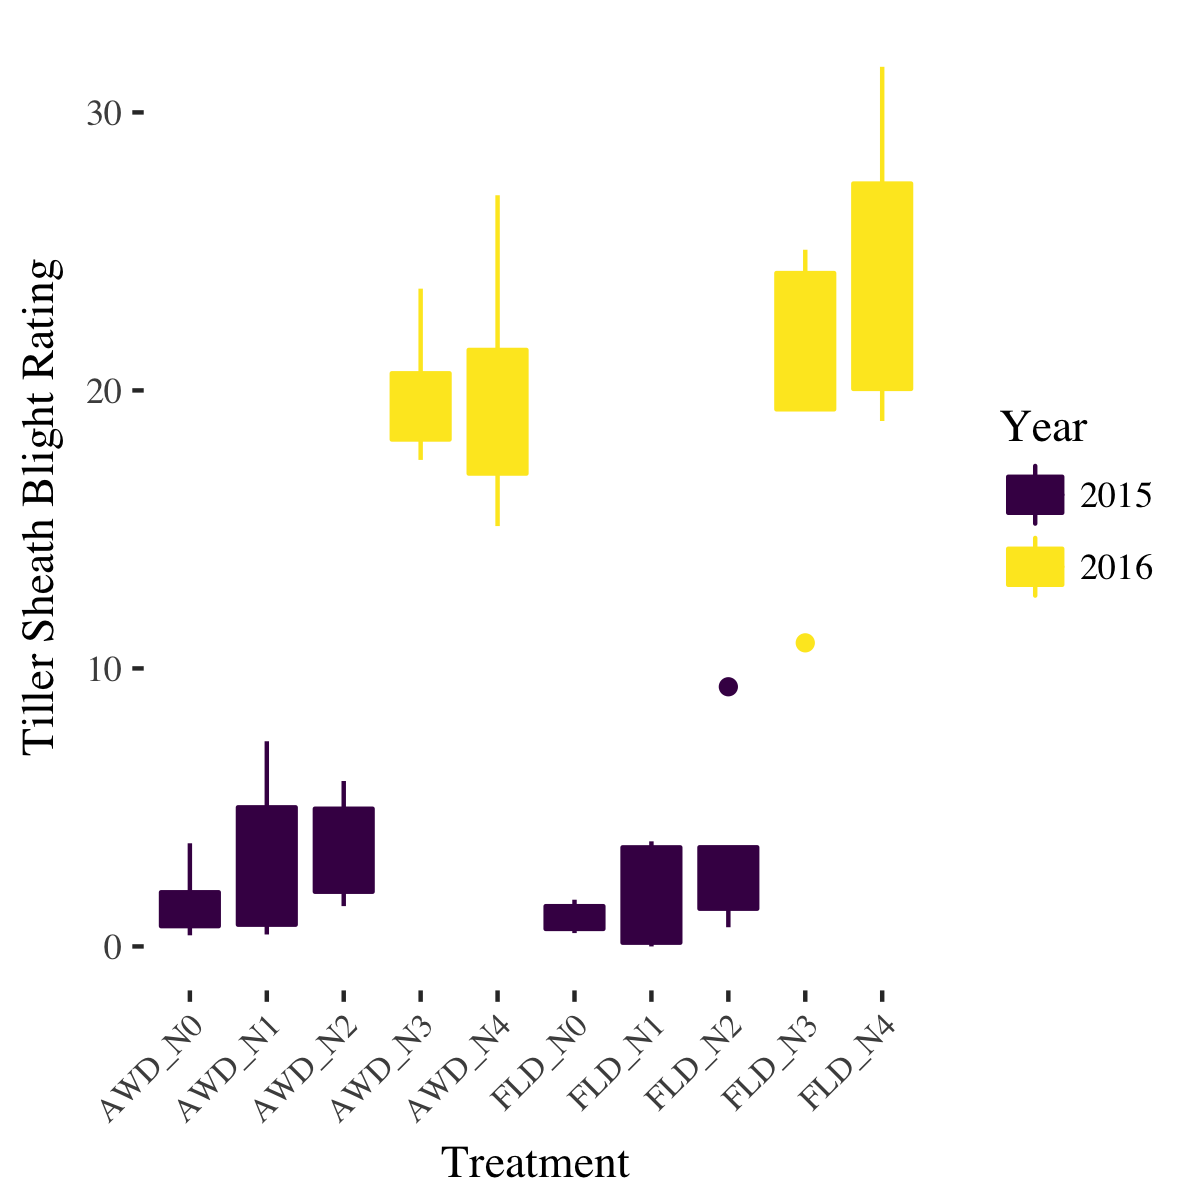 Tiller Sheath Blight Rating
30
20
10
0
AWD_N0
AWD_N1
AWD_N2
AWD_N3
AWD_N4
FLD_N0
FLD_N1
FLD_N2
FLD_N3
FLD_N4
Treatment
Year
2015
2016